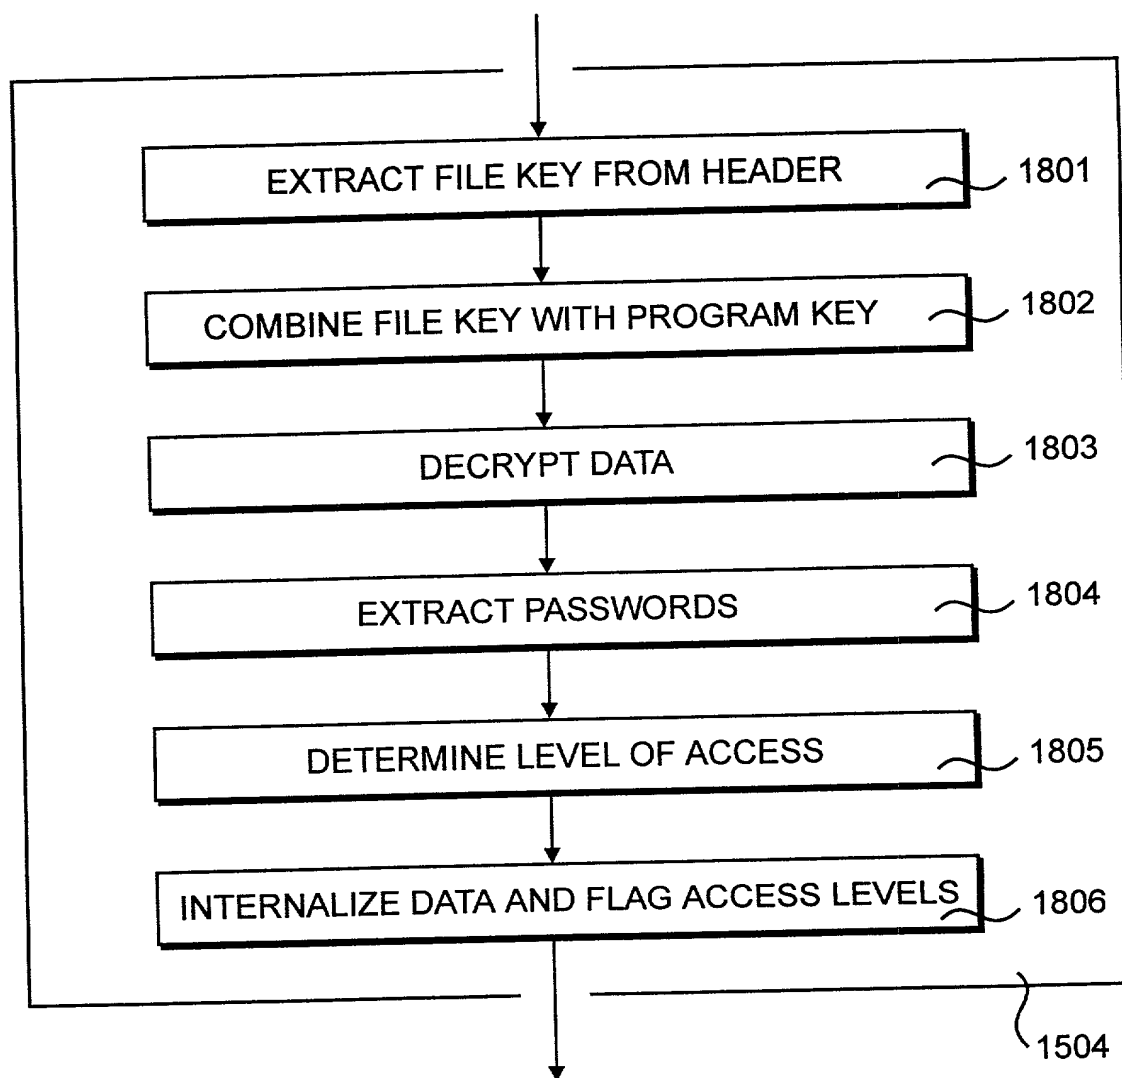 EXTRACT FILE KEY FROM HEADER
1801
COMBINE FILE KEY WITH PROGRAM KEY
1802
DECRYPT DATA
1803
EXTRACT PASSWORDS
1804
DETERMINE LEVEL OF ACCESS
1805
INTERNALIZE DATA AND FLAG ACCESS LEVELS
1806
1504